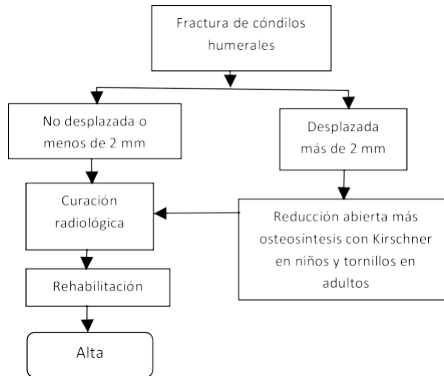 Fractura de cóndilos
humerales
No desplazada o
menos de 2 mm
Desplazada
más de 2 mm
Curación
radiológica
Reducción abierta más
osteosíntesis con Kirschner
en niños y tornillos en
adultos
Rehabilitación
Alta